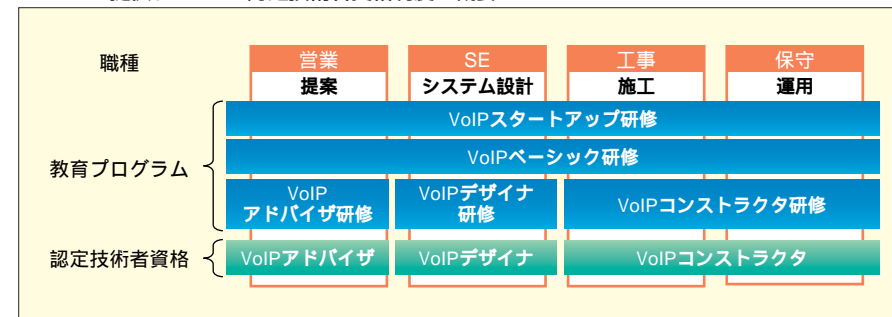 職種
営業
SE
工事
保守
提案
システム設計
施工
運用
教育プログラム
VoIPスタートアップ研修
VoIPベーシック研修
VoIP
アドバイザ研修
VoIPデザイナ
研修
VoIPコンストラクタ研修
認定技術者資格
VoIPアドバイザ
VoIPデザイナ
VoIPコンストラクタ